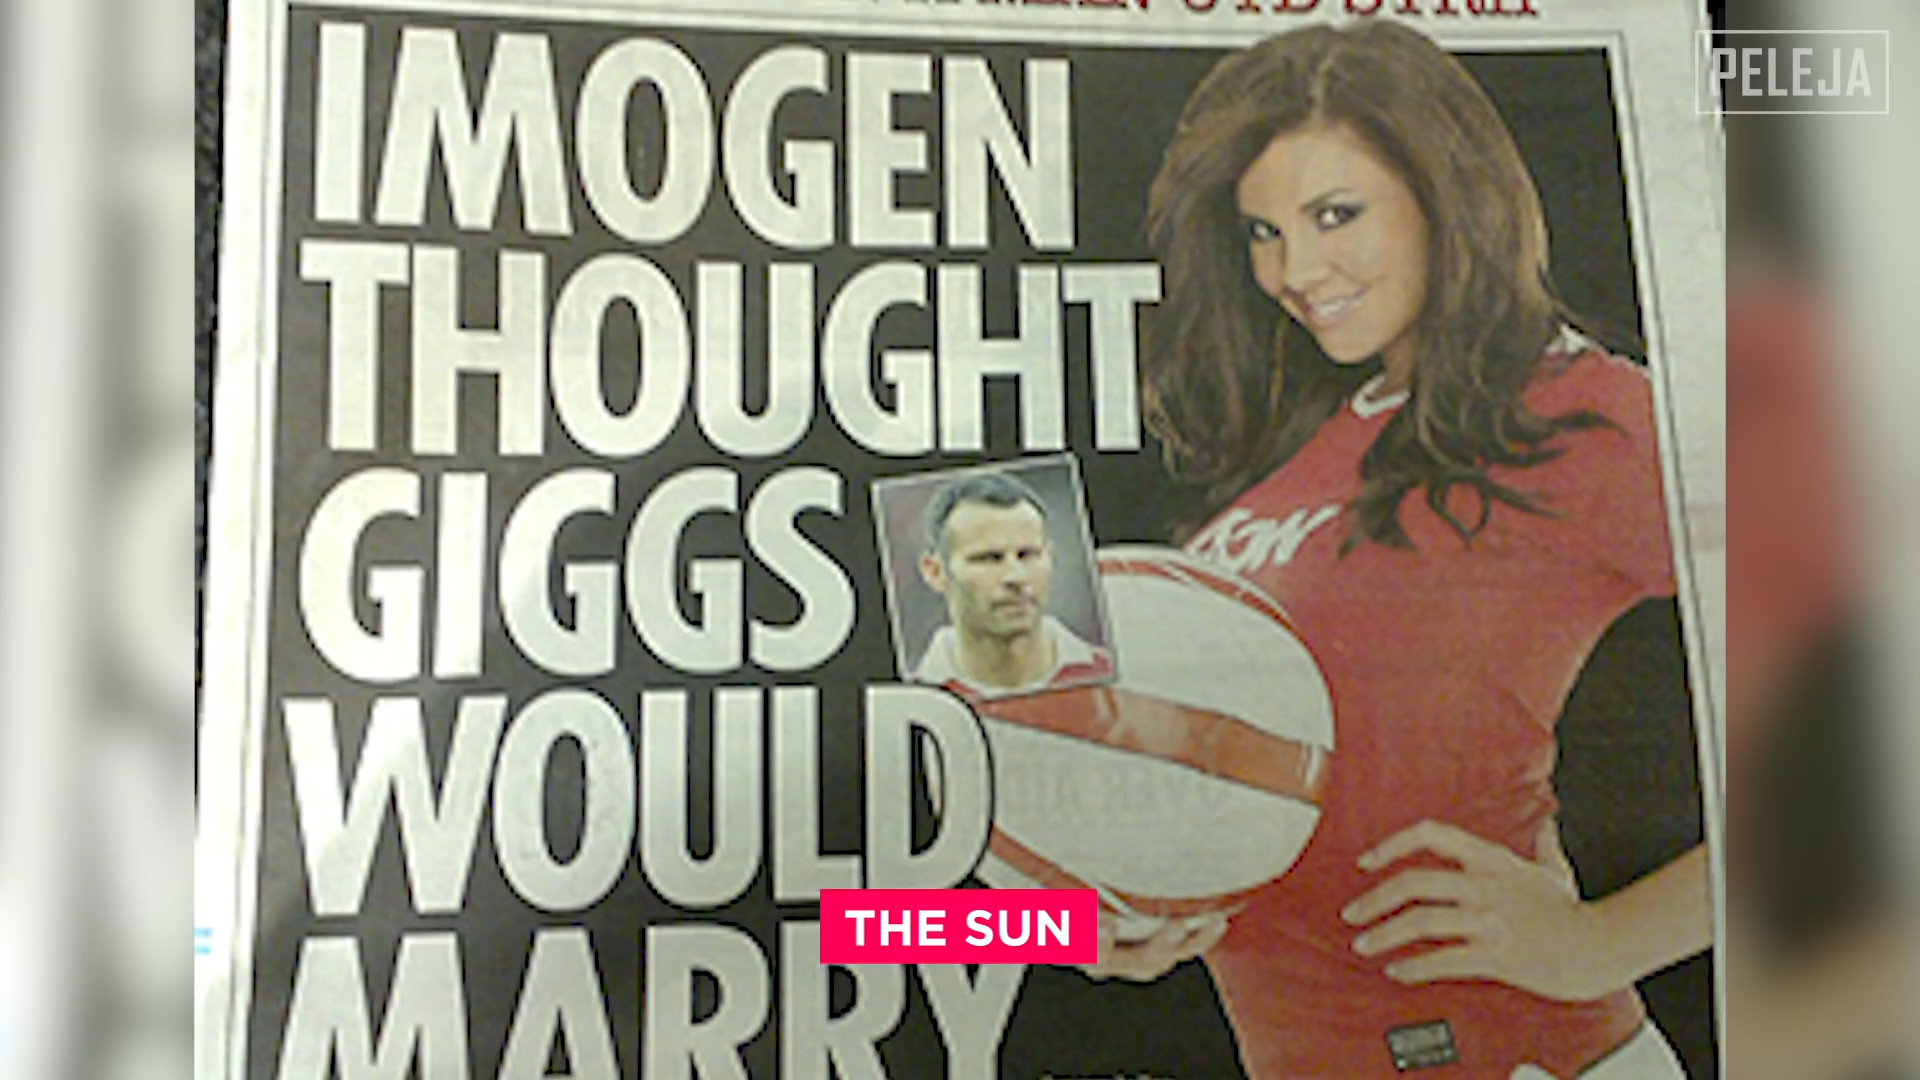 PELEJA
IMOGEN
THOUGHT
GIGGS
WOULD
MARRY
THE SUN